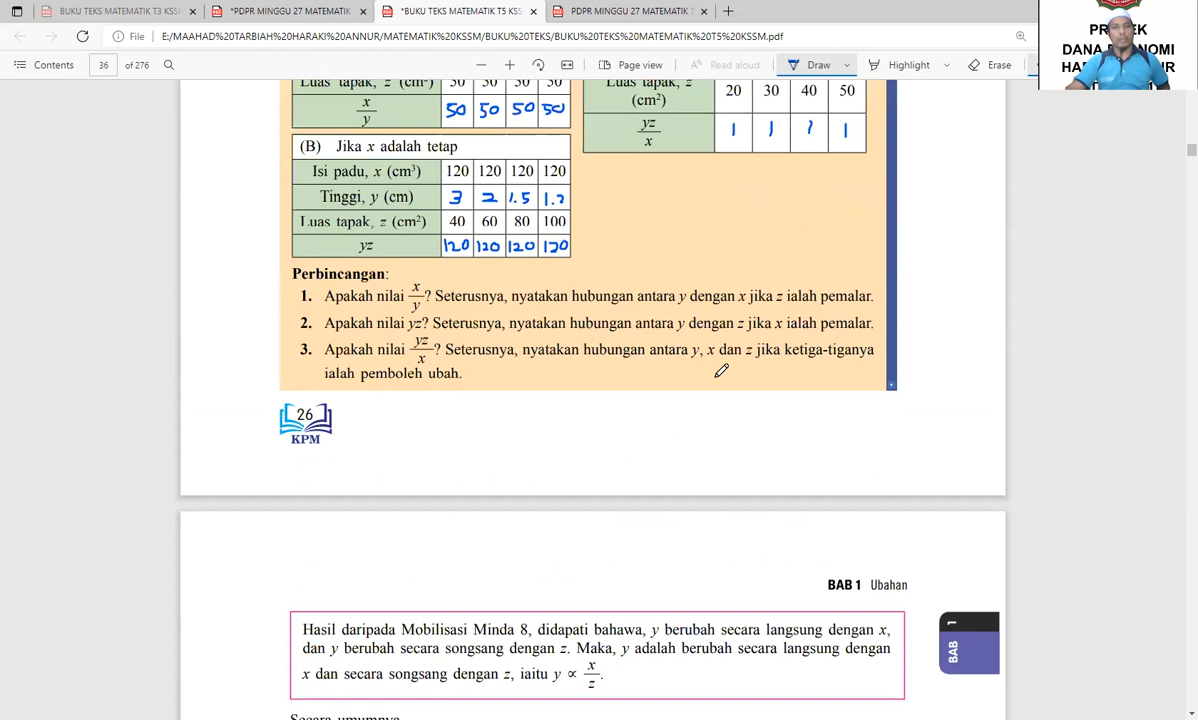 BUKU TEKS MATEMATIK T3 KSSM
*PDPR MINGGU 27 MATEMATIK
*BUKU TEKS MATEMATIK T5 KSS
PDPR MINGGU 27 MATEMATIK T
File E:/MAAHAD%20TARBIAH%20HARAKI%20ANNUR/MATEMATIK%20KSSM/BUKU%20TEKS/BUKU%20TEKS%20MATEMATIK%20T5%20KSSM.pdf
Contents 36 of 276 Page view Read aloud Draw Highlight Erase
DANA
Luas tapak, z (cm²) 30 30 30 30
x/y 50 50 50 50
(B) Jika x adalah tetap
Isi padu, x (cm³) 120 120 120 120
Tinggi, y (cm) 3 2 1.5 1.2
Luas tapak, z (cm²) 40 60 80 100
yz 120 120 120 120
Luas tapak, z (cm²) 20 30 40 50
yz/x 1 1 1 1
Perbincangan:
1. Apakah nilai x/y? Seterusnya, nyatakan hubungan antara y dengan x jika z ialah pemalar.
2. Apakah nilai yz? Seterusnya, nyatakan hubungan antara y dengan z jika x ialah pemalar.
3. Apakah nilai yz/x? Seterusnya, nyatakan hubungan antara y, x dan z jika ketiga-tiganya
ialah pemboleh ubah.
26
KPM
BAB 1 Ubahan
Hasil daripada Mobilisasi Minda 8, didapati bahawa, y berubah secara langsung dengan x,
dan y berubah secara songsang dengan z. Maka, y adalah berubah secara langsung dengan
x dan secara songsang dengan z, iaitu y ∝ x/z.
BAB 1
Secara umumnya